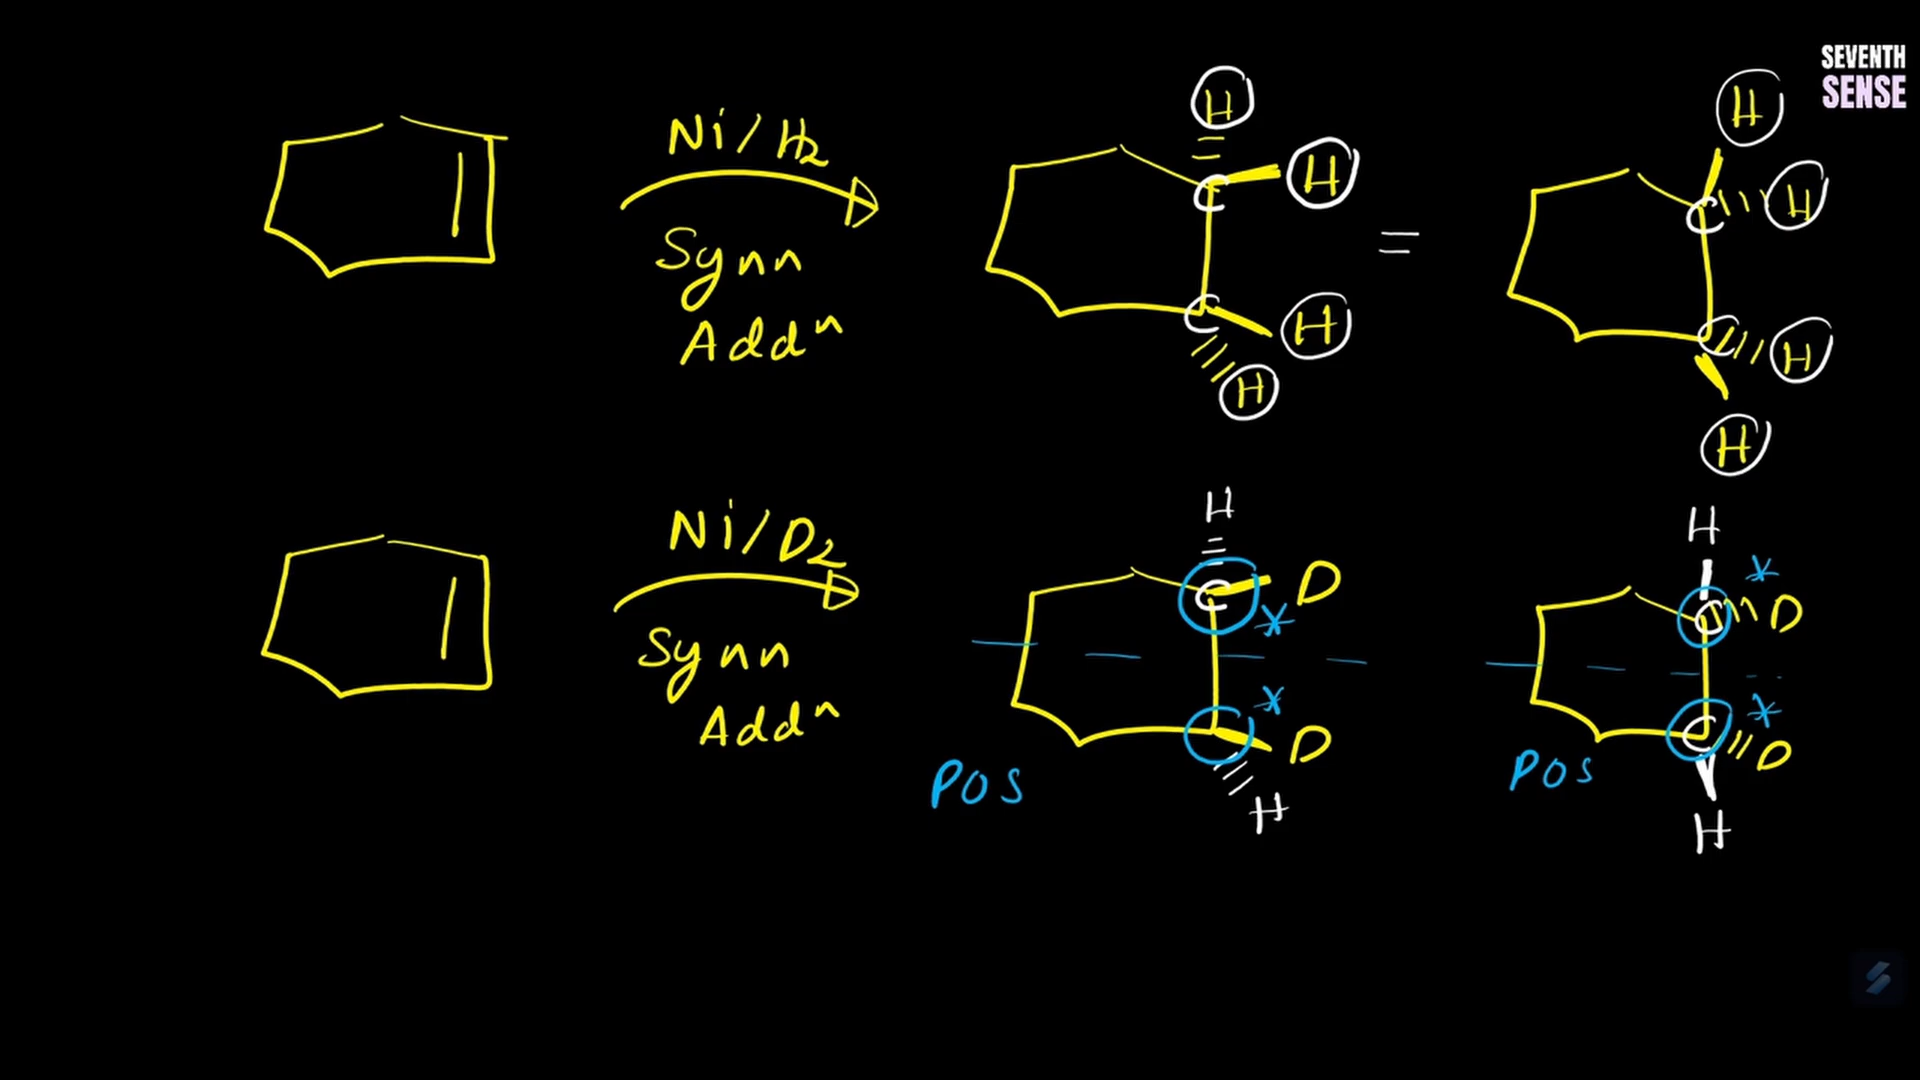 SEVENTH
SENSE
Ni/H2
Synn
Addn
H
H
C
C
H
H
=
H
H
C
C
H
H
Ni/D2
Synn
Addn
H
C
D
*
*
D
H
POS
H
*
C
D
*
C
D
H
POS